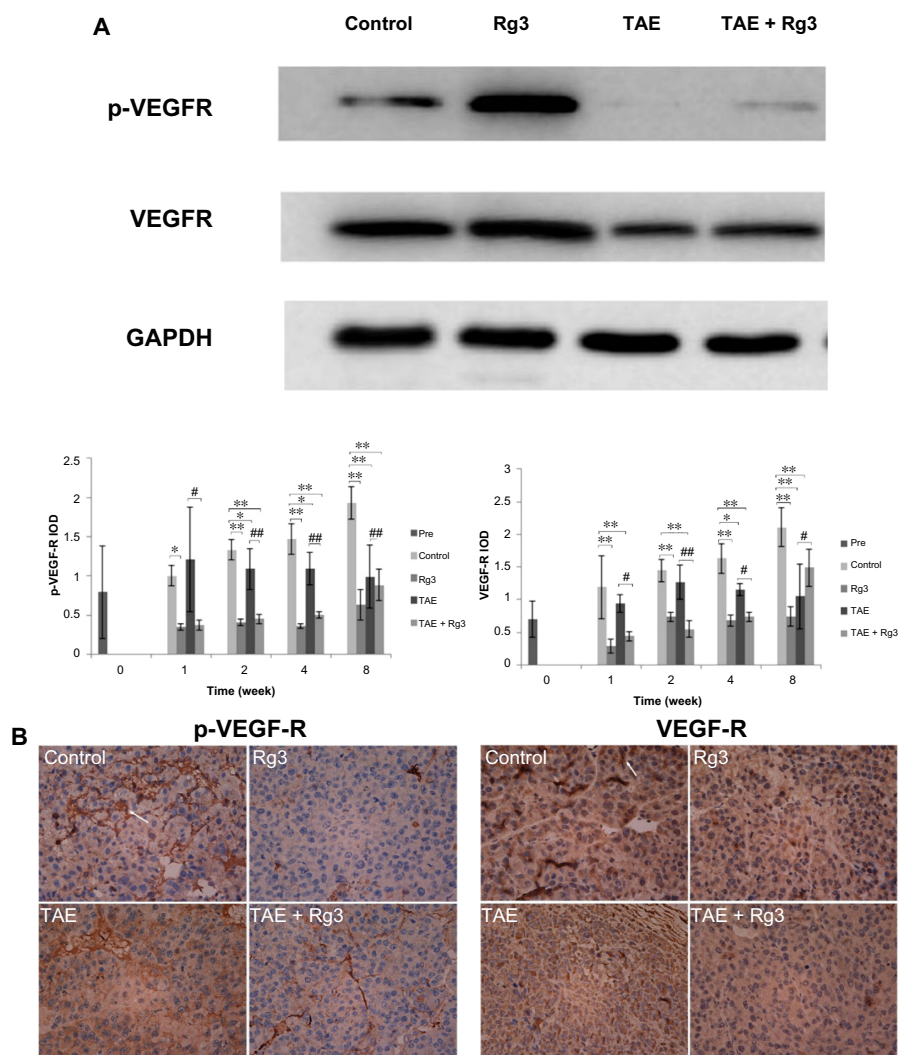 A
Control Rg3 TAE TAE + Rg3
p-VEGFR
VEGFR
GAPDH
p-VEGF-R IOD
2.5
2
1.5
1
0.5
0
* # ** * ** ## ** * ** ## ** ** ** ##
0 1 2 4 8
Time (week)
Pre
Control
Rg3
TAE
TAE + Rg3
VEGF-R IOD
3
2.5
2
1.5
1
0.5
0
** ** # ** ** ## ** * ** # ** ** ** #
0 1 2 4 8
Time (week)
Pre
Control
Rg3
TAE
TAE + Rg3
B
p-VEGF-R
Control Rg3
TAE TAE + Rg3
VEGF-R
Control Rg3
TAE TAE + Rg3